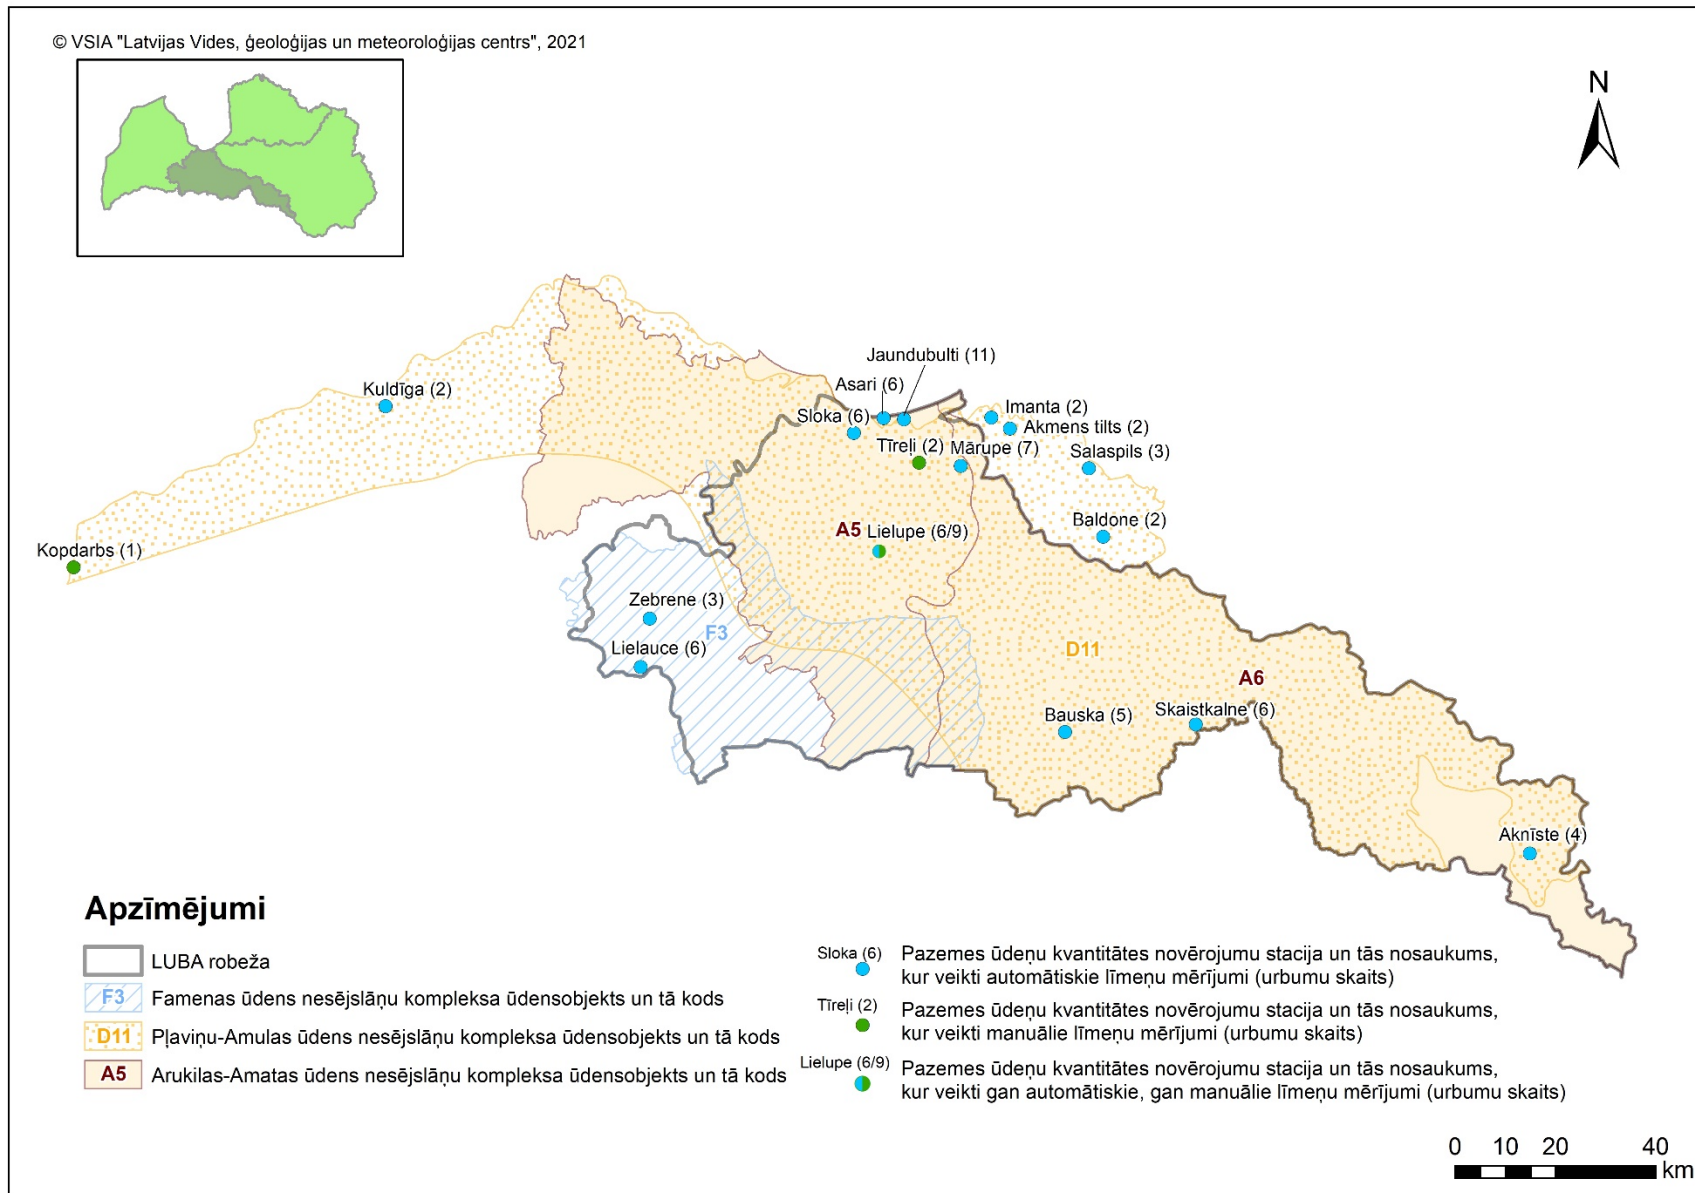 © VSIA "Latvijas Vides, ģeoloģijas un meteoroloģijas centrs", 2021
N
Jaundubulti (11)
Asari (6)
Kuldīga (2)
Imanta (2)
Sloka (6)
Akmens tilts (2)
Tīreļi (2)
Mārupe (7)
Salaspils (3)
Baldone (2)
A5
Lielupe (6/9)
Kopdarbs (1)
Zebrene (3)
F3
Lielauce (6)
D11
A6
Bauska (5)
Skaistkalne (6)
Aknīste (4)
Apzīmējumi
LUBA robeža
F3 Famenas ūdens nesējslāņu kompleksa ūdensobjekts un tā kods
D11 Pļaviņu-Amulas ūdens nesējslāņu kompleksa ūdensobjekts un tā kods
A5 Arukilas-Amatas ūdens nesējslāņu kompleksa ūdensobjekts un tā kods
Sloka (6) Pazemes ūdeņu kvantitātes novērojumu stacija un tās nosaukums,
kur veikti automātiskie līmeņu mērījumi (urbumu skaits)
Tīreļi (2) Pazemes ūdeņu kvantitātes novērojumu stacija un tās nosaukums,
kur veikti manuālie līmeņu mērījumi (urbumu skaits)
Lielupe (6/9) Pazemes ūdeņu kvantitātes novērojumu stacija un tās nosaukums,
kur veikti gan automātiskie, gan manuālie līmeņu mērījumi (urbumu skaits)
0 10 20 40
km